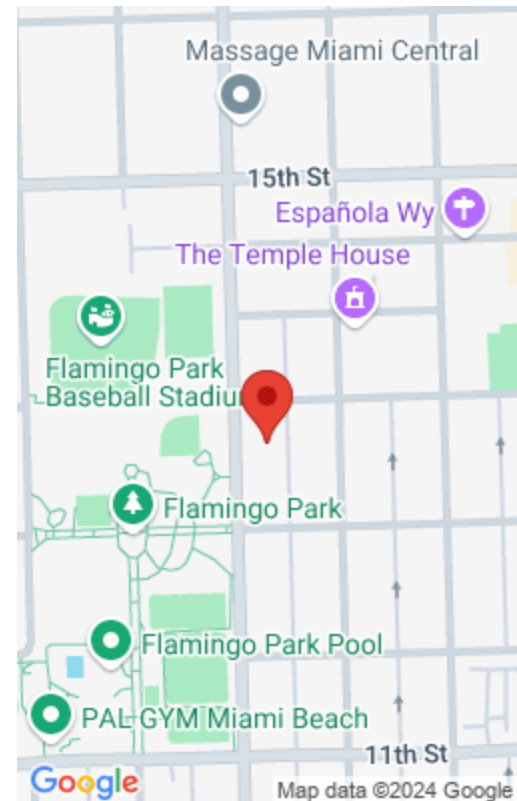 Massage Miami Central
15th St
Española Wy
The Temple House
Flamingo Park
Baseball Stadiu
Flamingo Park
Flamingo Park Pool
PAL GYM Miami Beach
11th St
Google
Map data ©2024 Google